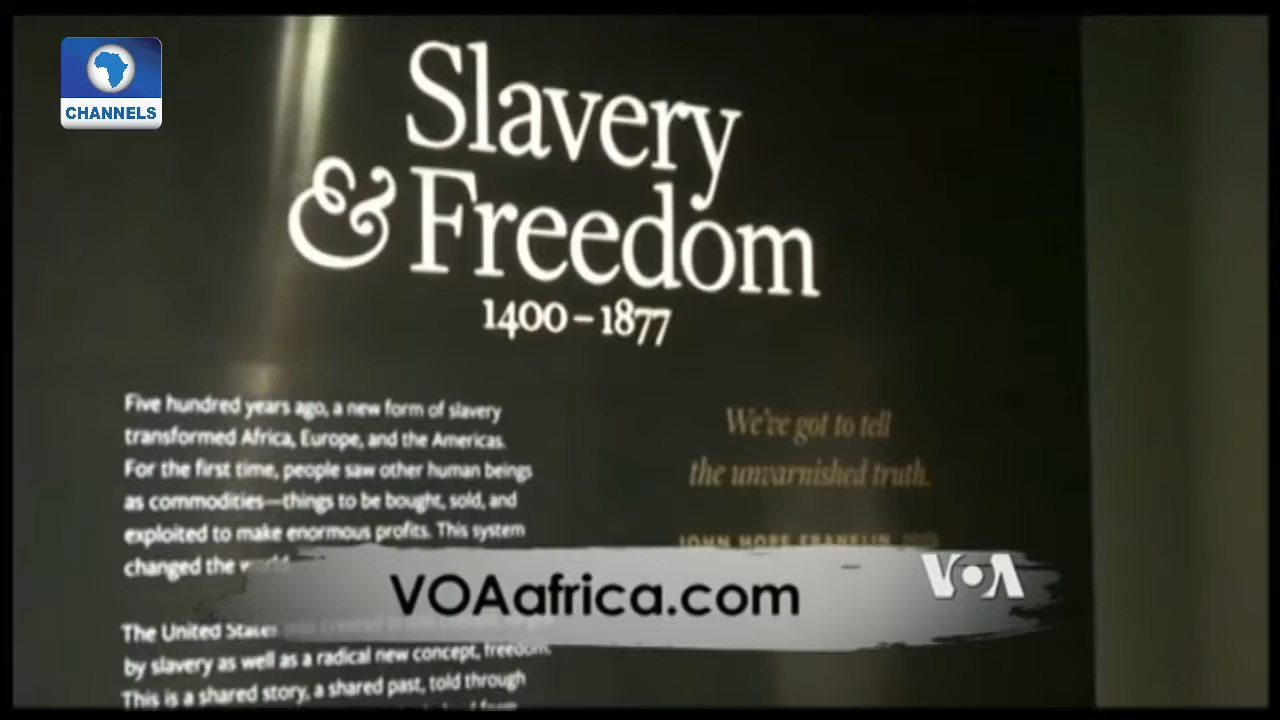 CHANNELS
Slavery
& Freedom
1400–1877
Five hundred years ago, a new form of slavery
transformed Africa, Europe, and the Americas.
For the first time, people saw other human beings
as commodities—things to be bought, sold, and
exploited to make enormous profits. This system
changed the
The United States
by slavery as well as a radical new concept, freedom.
This is a shared story, a shared past, told through
We've got to tell
the unvarnished truth.
JOHN HOPE FRANKLIN
VOAafrica.com
VOA